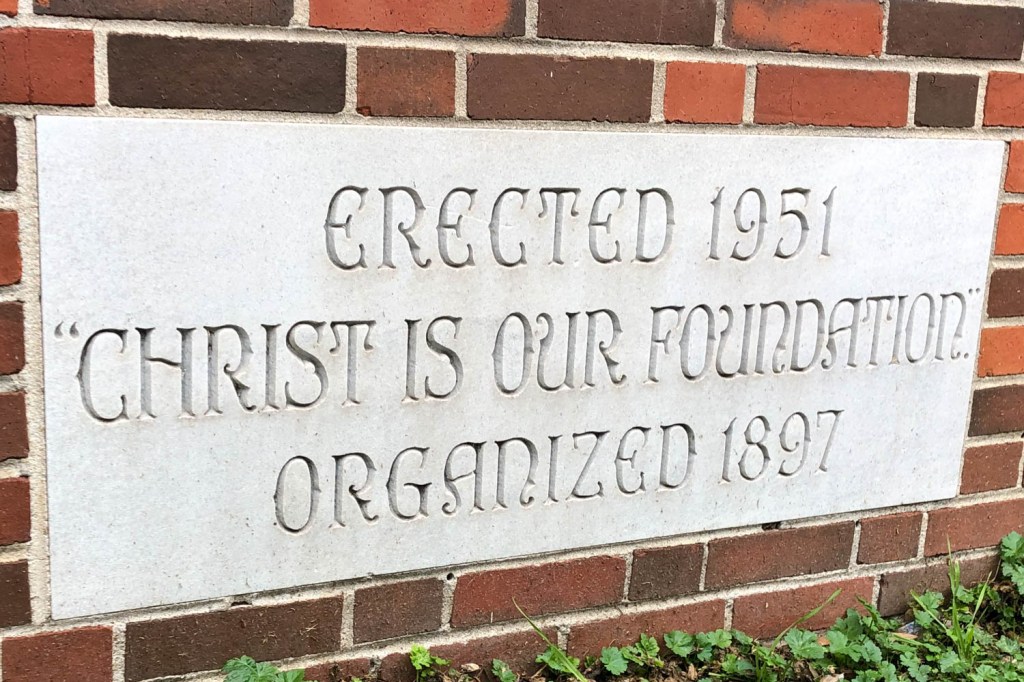 ERECTED 1951
"CHRIST IS OUR FOUNDATION."
ORGANIZED 1897